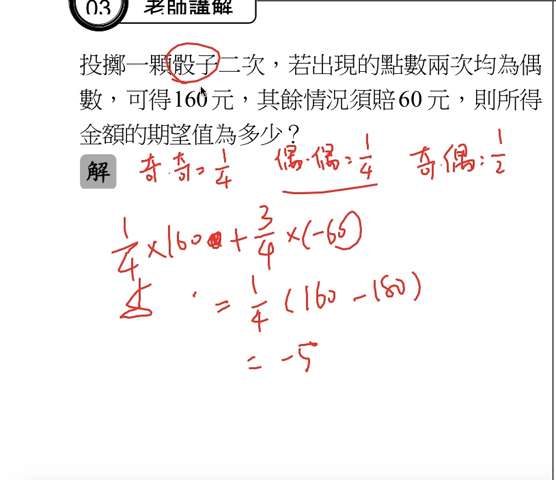 03 老師講解
投擲一顆骰子二次，若出現的點數兩次均為偶
數，可得160元，其餘情況須賠60元，則所得
金額的期望值為多少？
解 奇.奇=1/4 偶.偶=1/4 奇.偶:1/2
1/4×160+3/4×(-60)
=1/4(160-180)
=-5